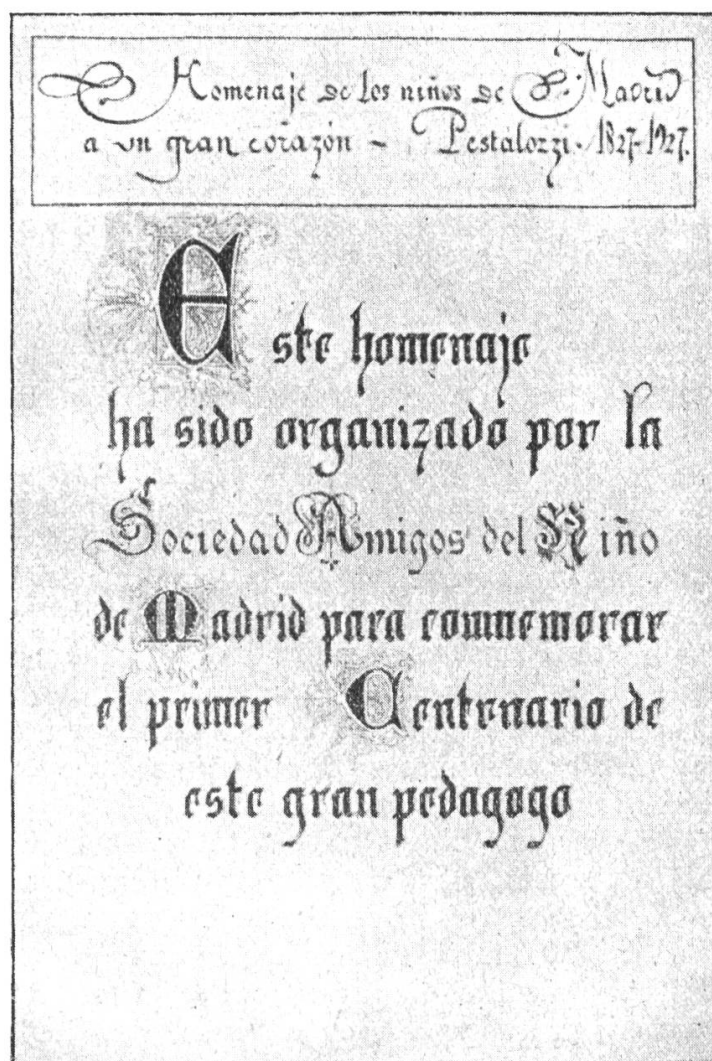 Homenaje de los niños de Madrid
a un gran corazón - Pestalozzi - 1827-1927.
Este homenaje
ha sido organizado por la
Sociedad Amigos del Niño
de Madrid para conmemorar
el primer Centenario de
este gran pedagogo